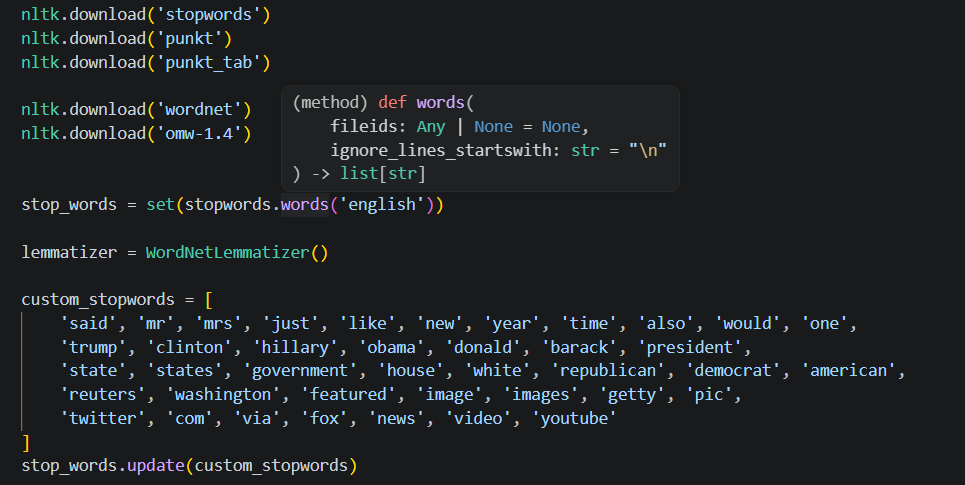 nltk.download('stopwords')
nltk.download('punkt')
nltk.download('punkt_tab')
nltk.download('wordnet')
nltk.download('omw-1.4')
(method) def words(
    fileids: Any | None = None,
    ignore_lines_startswith: str = "\n"
) -> list[str]
stop_words = set(stopwords.words('english'))
lemmatizer = WordNetLemmatizer()
custom_stopwords = [
    'said', 'mr', 'mrs', 'just', 'like', 'new', 'year', 'time', 'also', 'would', 'one',
    'trump', 'clinton', 'hillary', 'obama', 'donald', 'barack', 'president',
    'state', 'states', 'government', 'house', 'white', 'republican', 'democrat', 'american',
    'reuters', 'washington', 'featured', 'image', 'images', 'getty', 'pic',
    'twitter', 'com', 'via', 'fox', 'news', 'video', 'youtube'
]
stop_words.update(custom_stopwords)